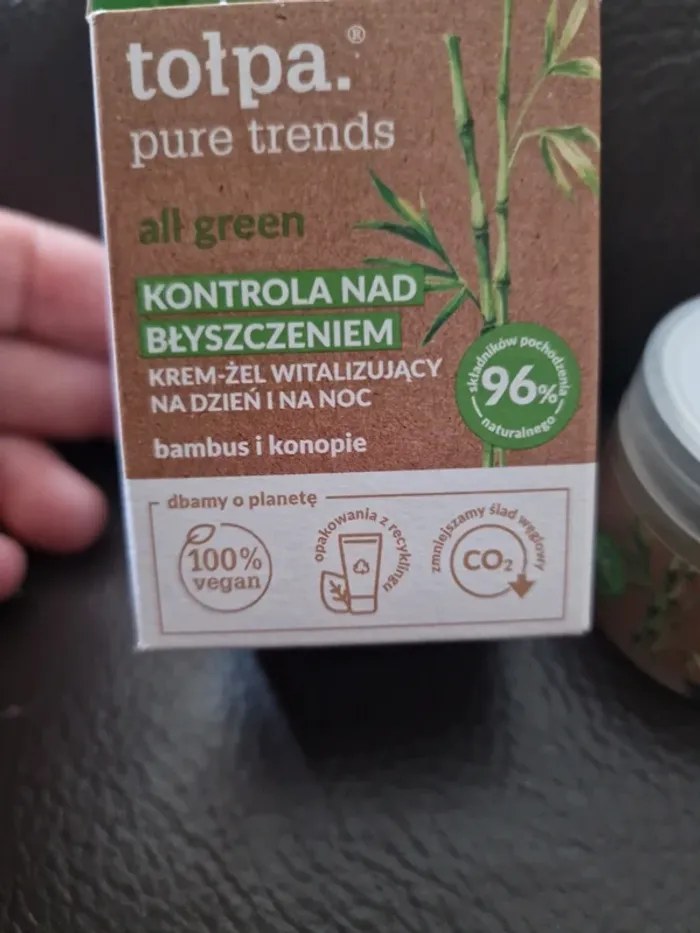 tołpa.®
pure trends
all green
KONTROLA NAD
BŁYSZCZENIEM
KREM-ŻEL WITALIZUJĄCY
NA DZIEŃ I NA NOC
bambus i konopie
składników pochodzenia
96%
naturalnego
dbamy o planetę
100%
vegan
opakowania z recyklingu
zmniejszamy ślad węglowy
CO₂